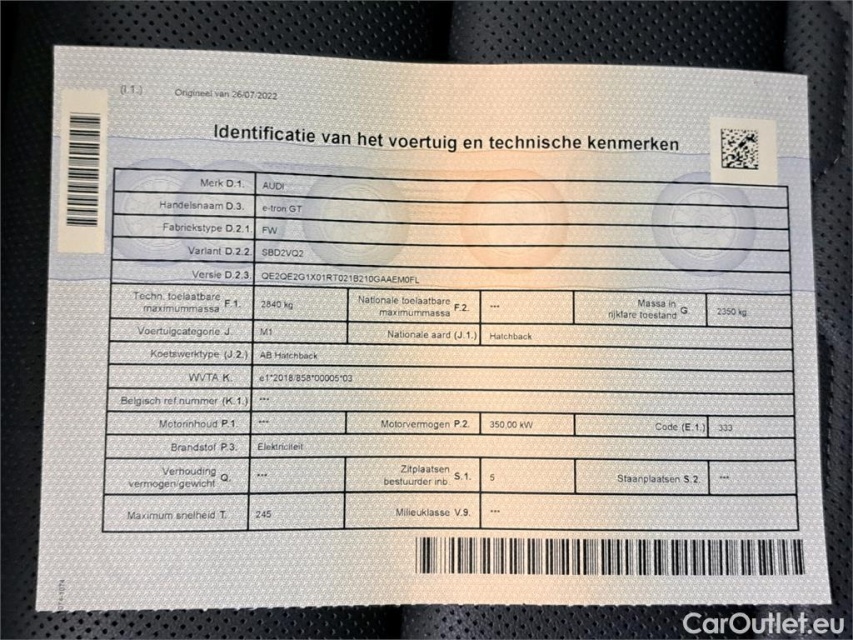 (I.1.) Origineel van 26/07/2022
Identificatie van het voertuig en technische kenmerken
Merk D.1. AUDI
Handelsnaam D.3. e-tron GT
Fabriekstype D.2.1. FW
Variant D.2.2. SBD2VQ2
Versie D.2.3. QE2QE2G1X01RT021B210GAAEM0FL
Techn. toelaatbare maximummassa F.1. 2840 kg Nationale toelaatbare maximummassa F.2. --- Massa in rijklare toestand G. 2350 kg
Voertuigcategorie J. M1 Nationale aard (J.1.) Hatchback
Koetswerktype (J.2.) AB Hatchback
WVTA K. e1*2018/858*00005*03
Belgisch ref.nummer (K.1.) ---
Motorinhoud P.1. --- Motorvermogen P.2. 350,00 kW Code (E.1.) 333
Brandstof P.3. Elektriciteit
Verhouding vermogen/gewicht Q. --- Zitplaatsen bestuurder inb. S.1. 5 Staanplaatsen S.2. ---
Maximum snelheid T. 245 Milieuklasse V.9. ---
CarOutlet.eu